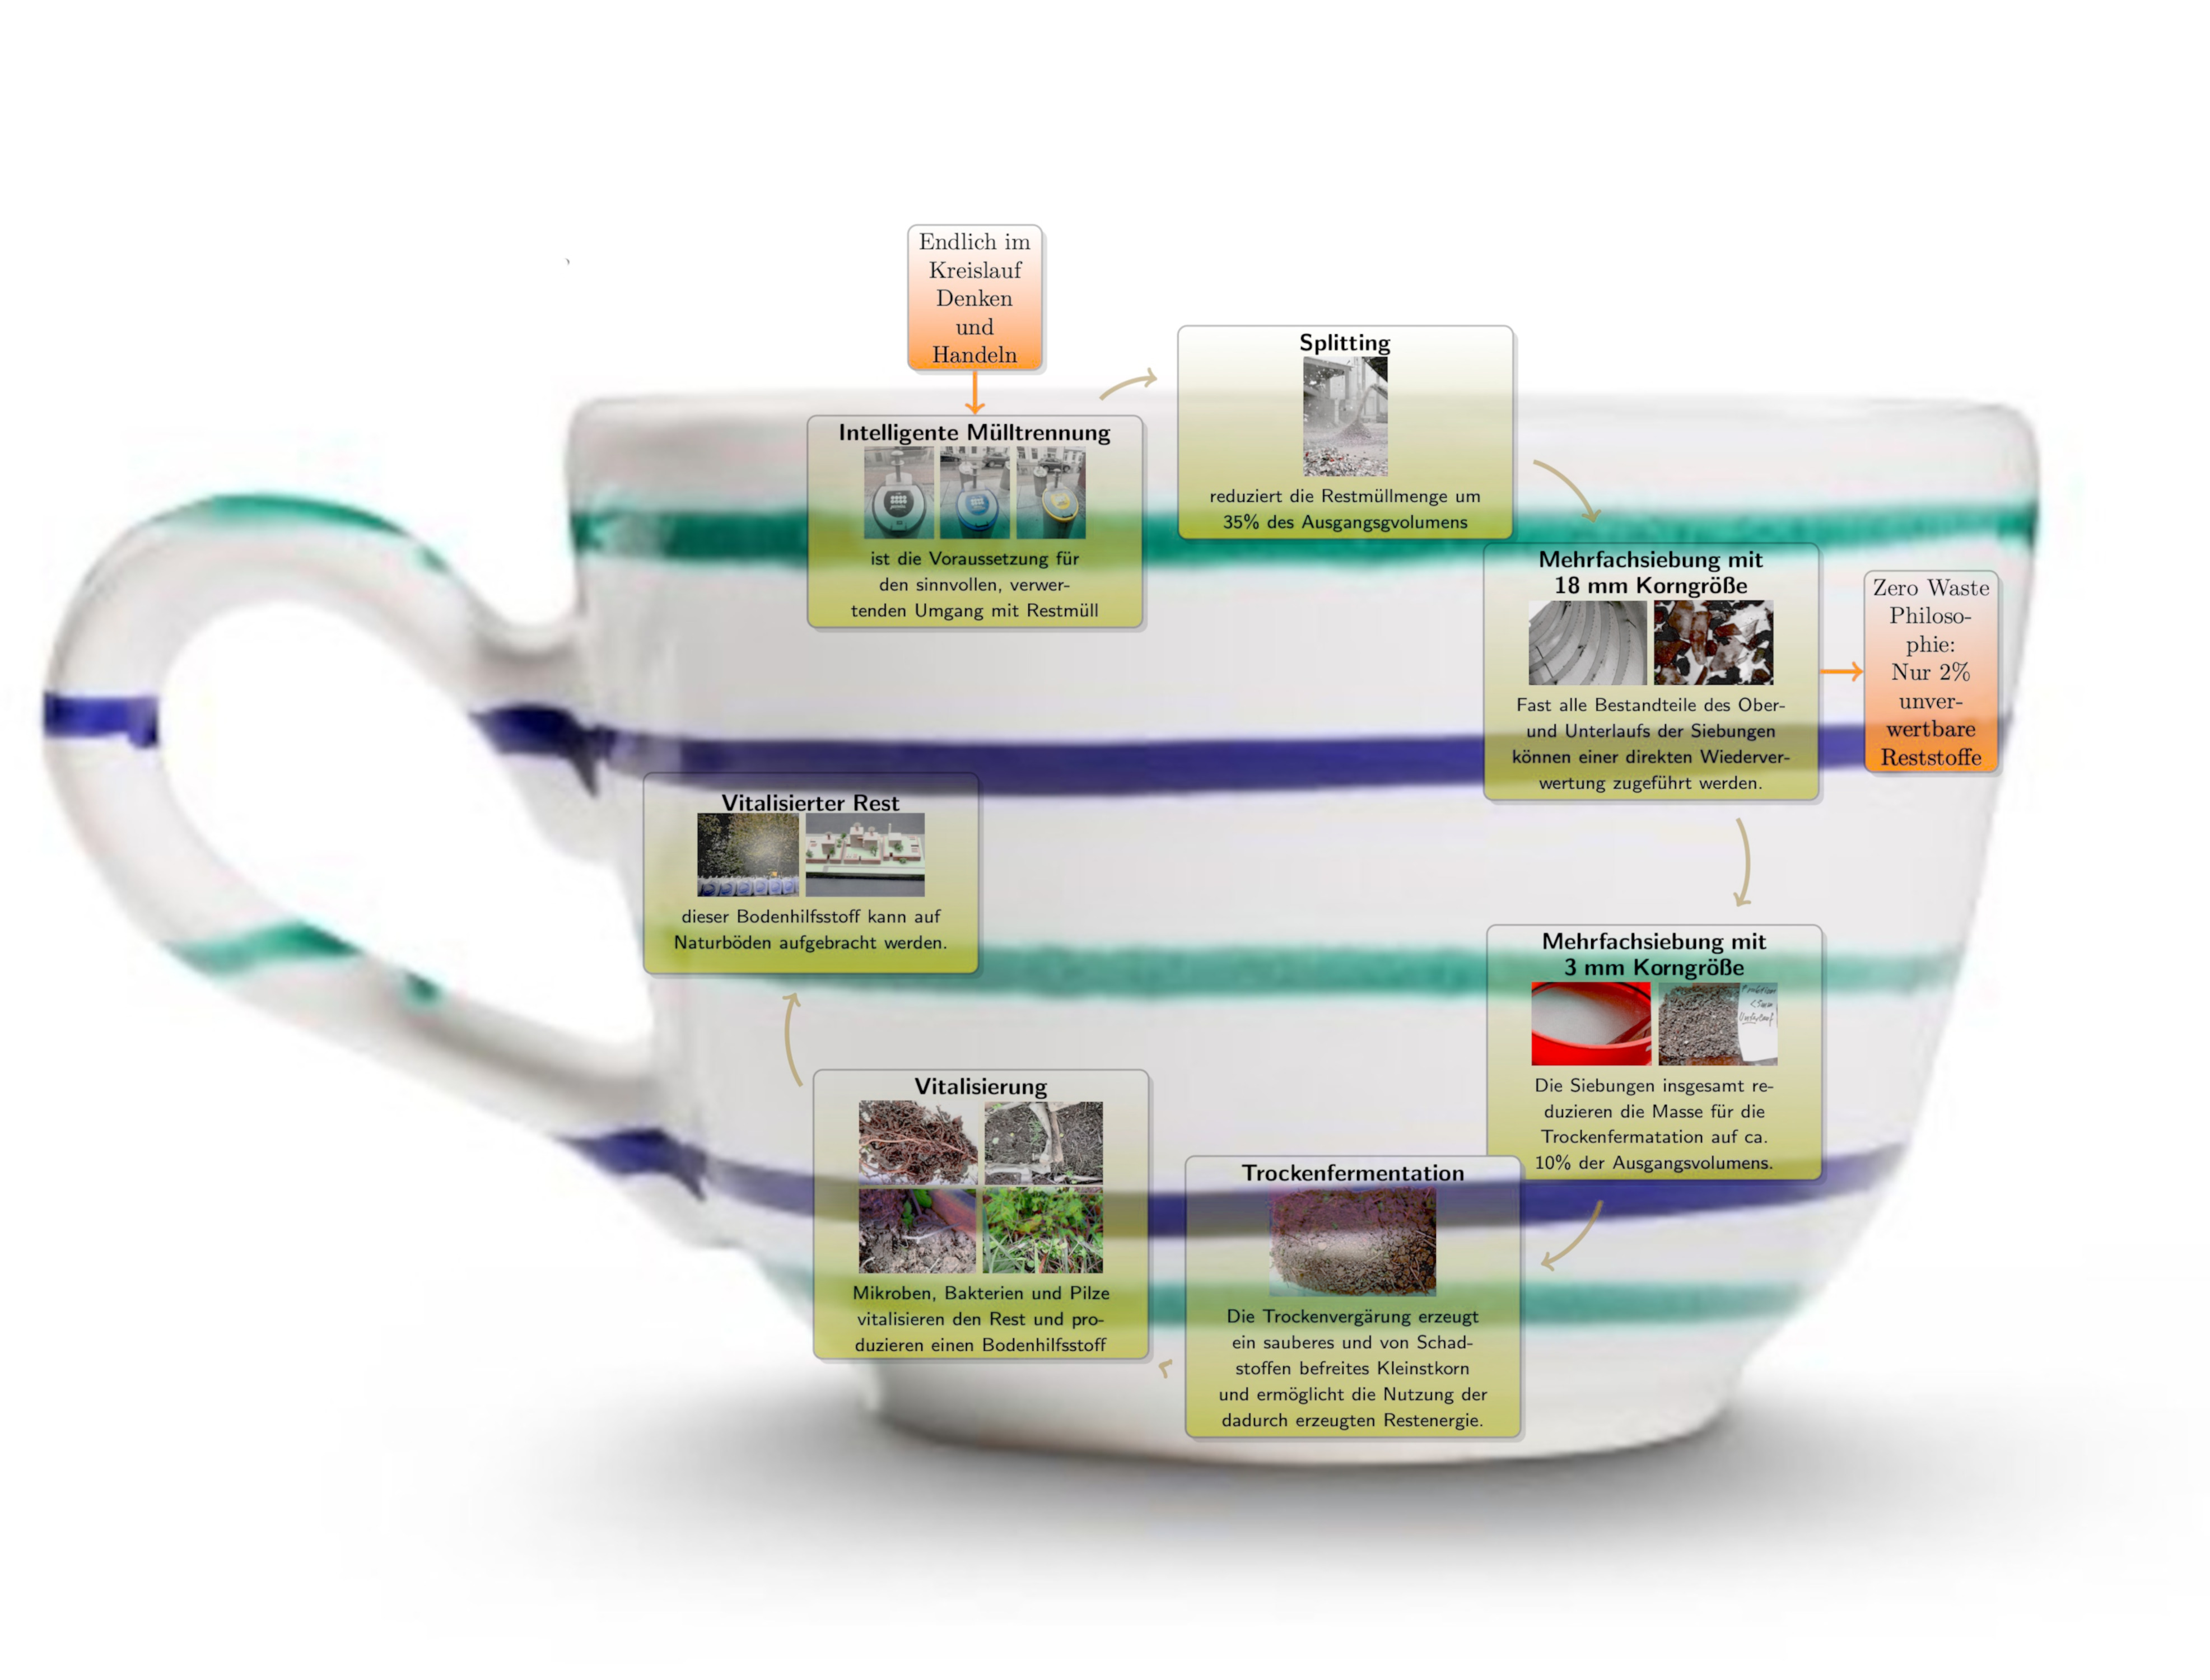 Endlich im
Kreislauf
Denken
und
Handeln
Intelligente Mülltrennung
ist die Voraussetzung für
den sinnvollen, verwer-
tenden Umgang mit Restmüll
Splitting
reduziert die Restmüllmenge um
35% des Ausgangsgvolumens
Mehrfachsiebung mit
18 mm Korngröße
Fast alle Bestandteile des Ober-
und Unterlaufs der Siebungen
können einer direkten Wiederver-
wertung zugeführt werden.
Zero Waste
Philoso-
phie:
Nur 2%
unver-
wertbare
Reststoffe
Mehrfachsiebung mit
3 mm Korngröße
Unterlauf
Die Siebungen insgesamt re-
duzieren die Masse für die
Trockenfermatation auf ca.
10% der Ausgangsvolumens.
Trockenfermentation
Die Trockenvergärung erzeugt
ein sauberes und von Schad-
stoffen befreites Kleinstkorn
und ermöglicht die Nutzung der
dadurch erzeugten Restenergie.
Vitalisierung
Mikroben, Bakterien und Pilze
vitalisieren den Rest und pro-
duzieren einen Bodenhilfsstoff
Vitalisierter Rest
dieser Bodenhilfsstoff kann auf
Naturböden aufgebracht werden.